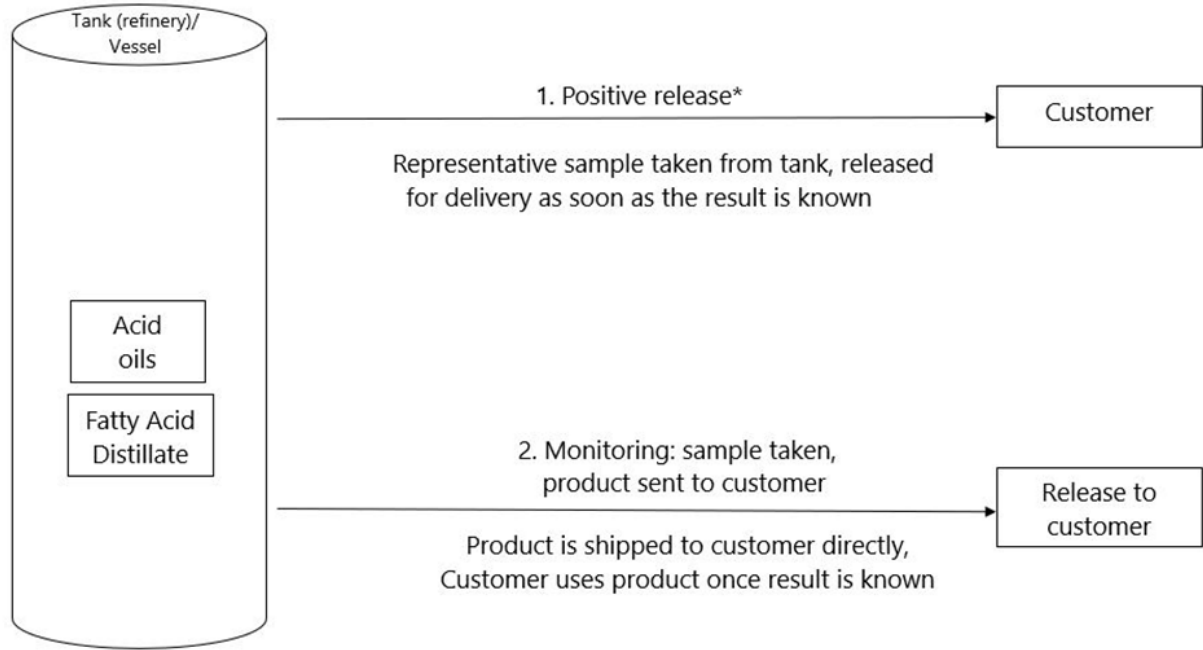 Tank (refinery)/
Vessel
1. Positive release*
Customer
Representative sample taken from tank, released
for delivery as soon as the result is known
Acid
oils
Fatty Acid
Distillate
2. Monitoring: sample taken,
product sent to customer
Release to
customer
Product is shipped to customer directly,
Customer uses product once result is known